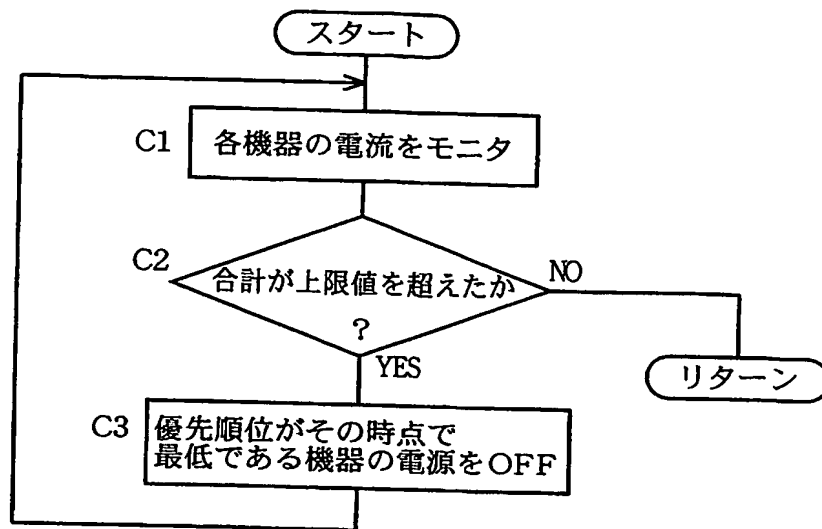 スタート
C1
各機器の電流をモニタ
C2
合計が上限値を超えたか
?
NO
YES
リターン
C3
優先順位がその時点で
最低である機器の電源をOFF